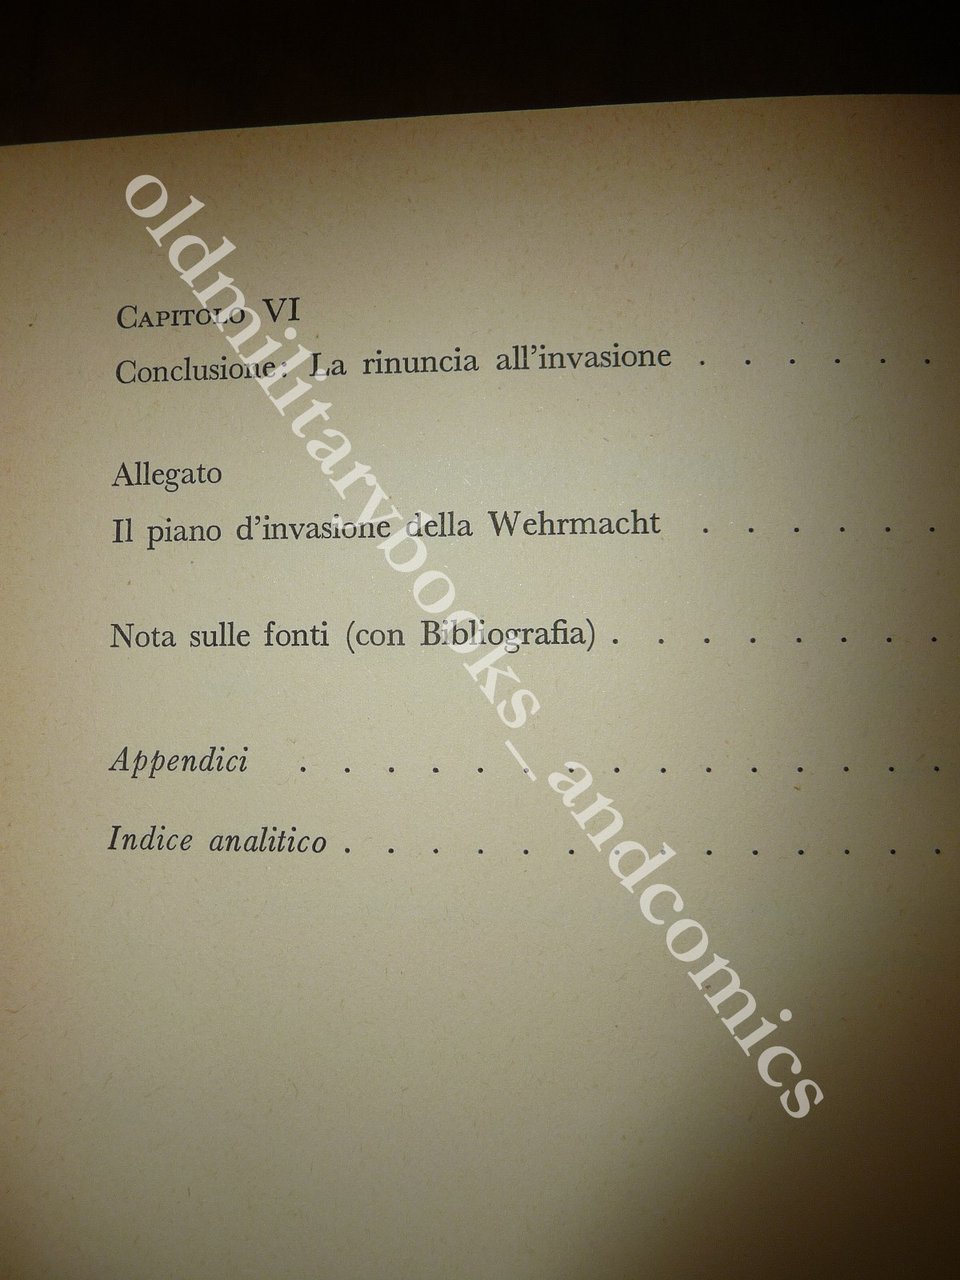 CAPITOLO VI
Conclusione: La rinuncia all'invasione . . . . . .
Allegato
Il piano d'invasione della Wehrmacht . . . . . .
Nota sulle fonti (con Bibliografia) . . . . . . . .
Appendici . . . . . . . . . . . . . . .
Indice analitico . . . . . . . . . . . . . .
oldmilitarybooks_andcomics